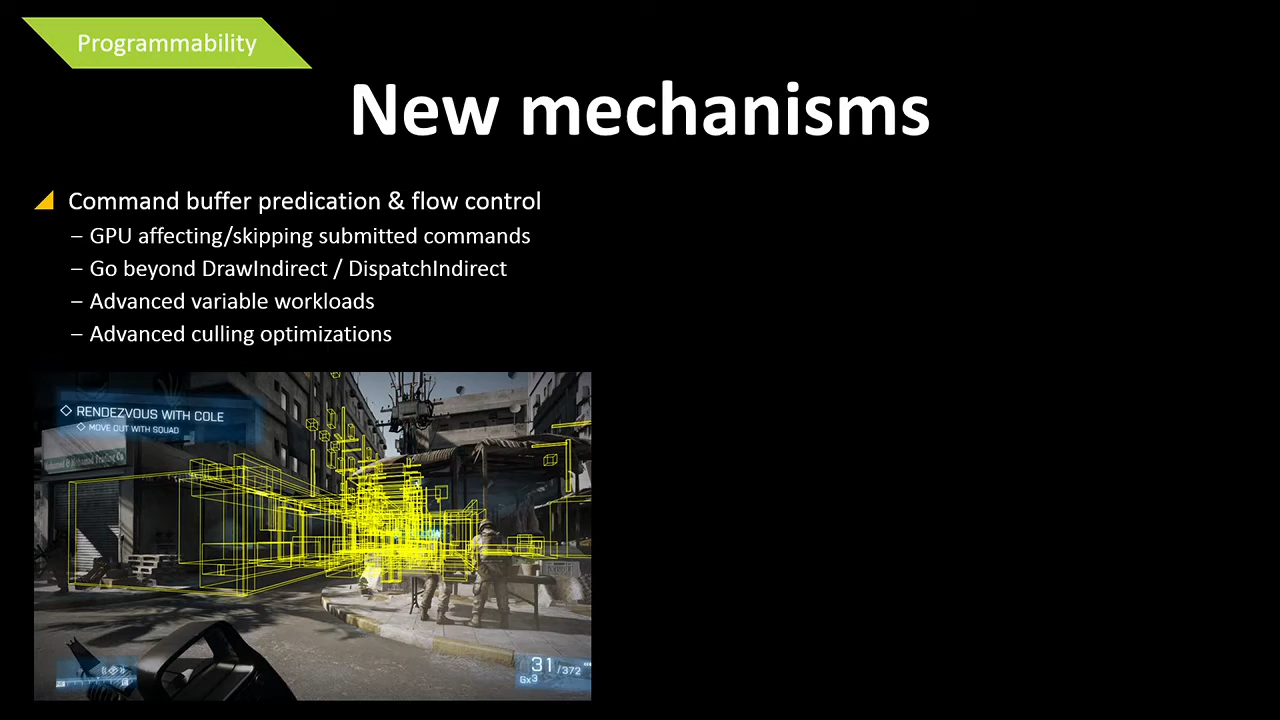 Programmability
New mechanisms
Command buffer predication & flow control
– GPU affecting/skipping submitted commands
– Go beyond DrawIndirect / DispatchIndirect
– Advanced variable workloads
– Advanced culling optimizations
RENDEZVOUS WITH COLE
MOVE OUT WITH SQUAD
31 /372
Gx3